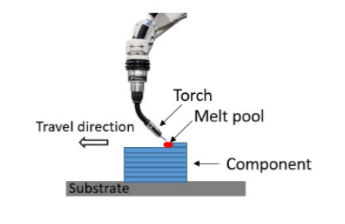 Torch
Melt pool
Travel direction
Component
Substrate